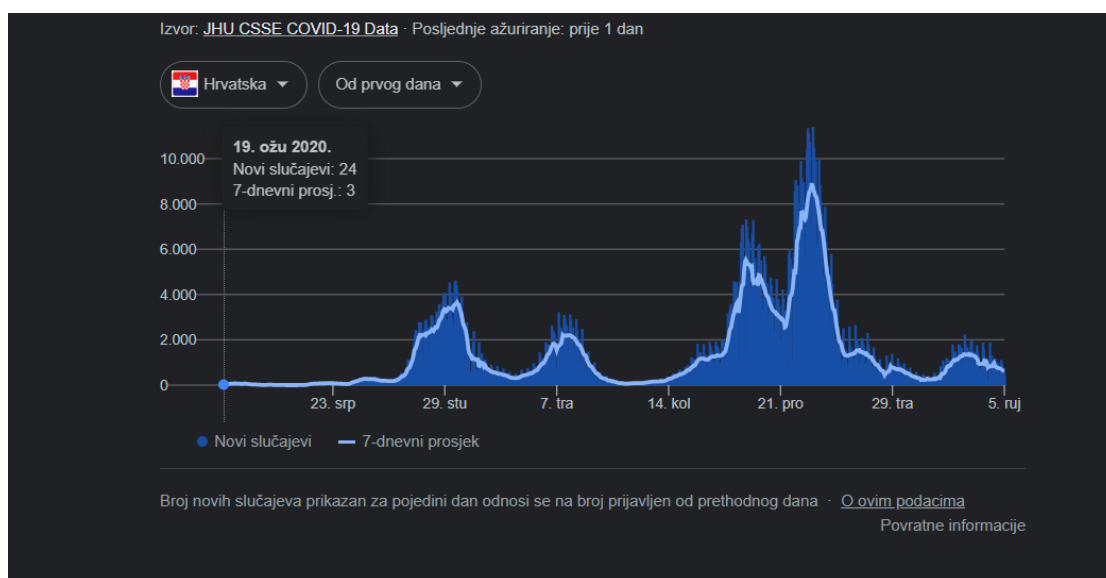 Izvor: JHU CSSE COVID-19 Data · Posljednje ažuriranje: prije 1 dan
Hrvatska
Od prvog dana
19. ožu 2020.
Novi slučajevi: 24
7-dnevni prosj.: 3
10.000
8.000
6.000
4.000
2.000
0
23. srp 29. stu 7. tra 14. kol 21. pro 29. tra 5. ruj
Novi slučajevi 7-dnevni prosjek
Broj novih slučajeva prikazan za pojedini dan odnosi se na broj prijavljen od prethodnog dana · O ovim podacima
Povratne informacije